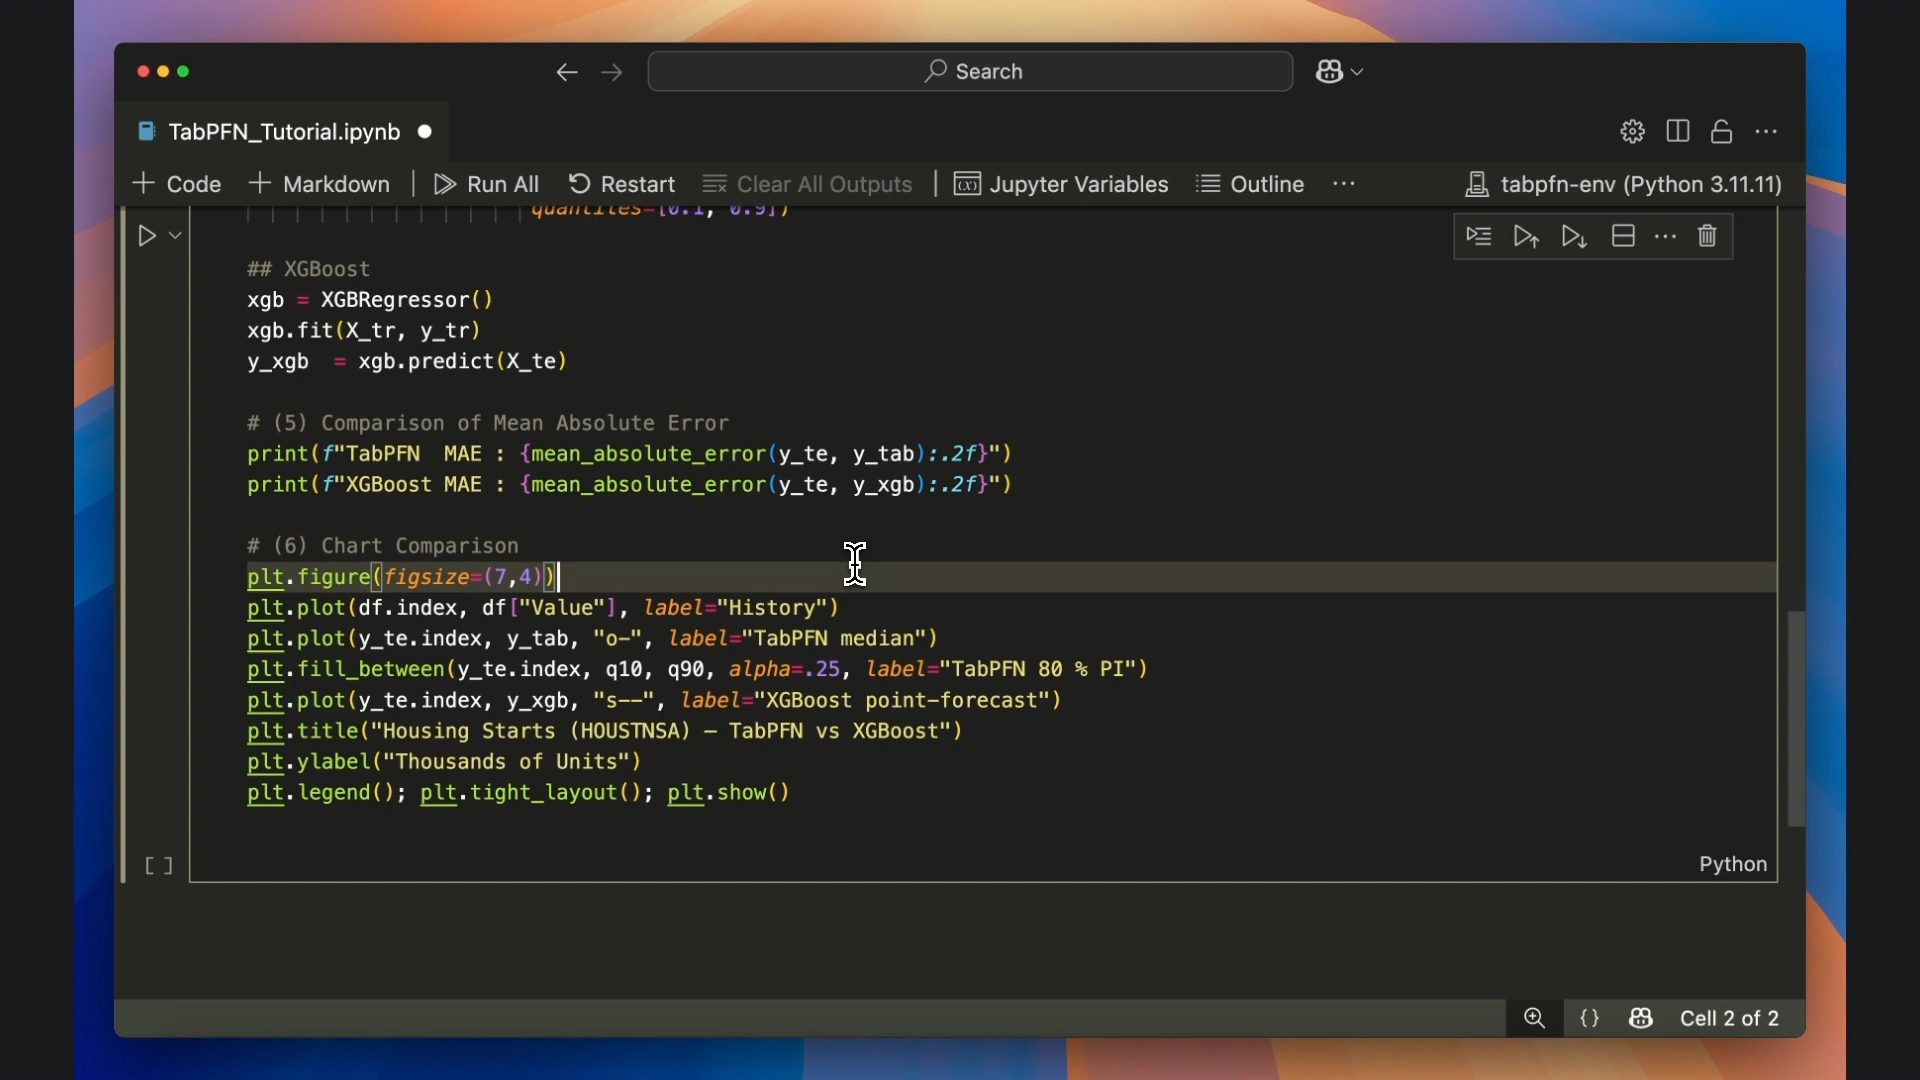 Search
TabPFN_Tutorial.ipynb
Code Markdown Run All Restart Clear All Outputs Jupyter Variables Outline ... tabpfn-env (Python 3.11.11)
quantiles=[0.1, 0.9])
## XGBoost
xgb = XGBRegressor()
xgb.fit(X_tr, y_tr)
y_xgb  = xgb.predict(X_te)
# (5) Comparison of Mean Absolute Error
print(f"TabPFN  MAE : {mean_absolute_error(y_te, y_tab):.2f}")
print(f"XGBoost MAE : {mean_absolute_error(y_te, y_xgb):.2f}")
# (6) Chart Comparison
plt.figure(figsize=(7,4))
plt.plot(df.index, df["Value"], label="History")
plt.plot(y_te.index, y_tab, "o-", label="TabPFN median")
plt.fill_between(y_te.index, q10, q90, alpha=.25, label="TabPFN 80 % PI")
plt.plot(y_te.index, y_xgb, "s--", label="XGBoost point-forecast")
plt.title("Housing Starts (HOUSTNSA) – TabPFN vs XGBoost")
plt.ylabel("Thousands of Units")
plt.legend(); plt.tight_layout(); plt.show()
[ ]
Python
{} Cell 2 of 2